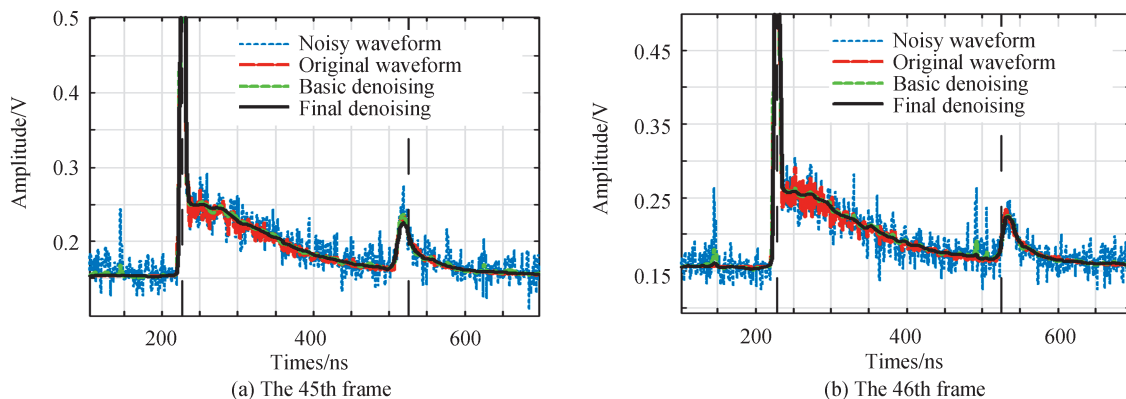 0.5
0.4
0.3
0.2
Amplitude/V
Noisy waveform
Original waveform
Basic denoising
Final denoising
200
400
600
Times/ns
(a) The 45th frame
0.45
0.35
0.25
0.15
Amplitude/V
Noisy waveform
Original waveform
Basic denoising
Final denoising
200
400
600
Times/ns
(b) The 46th frame